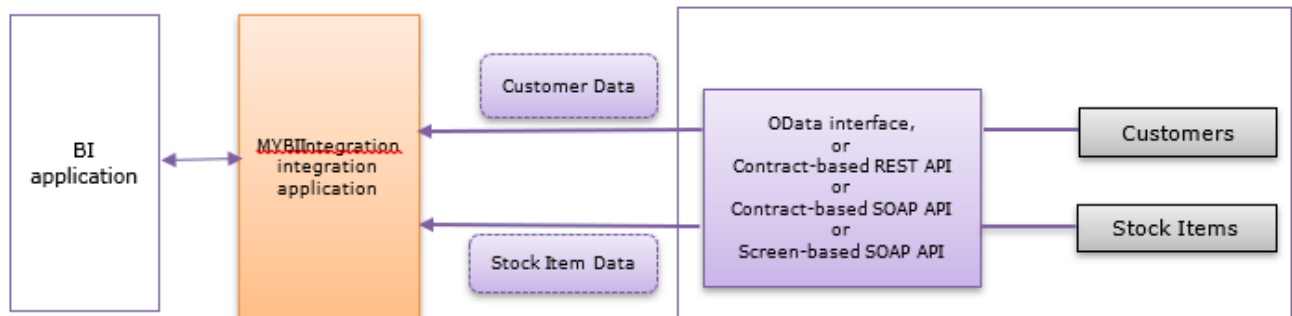 BI
application
MYBIIntegration
integration
application
Customer Data
Stock Item Data
OData interface,
or
Contract-based REST API
or
Contract-based SOAP API
or
Screen-based SOAP API
Customers
Stock Items